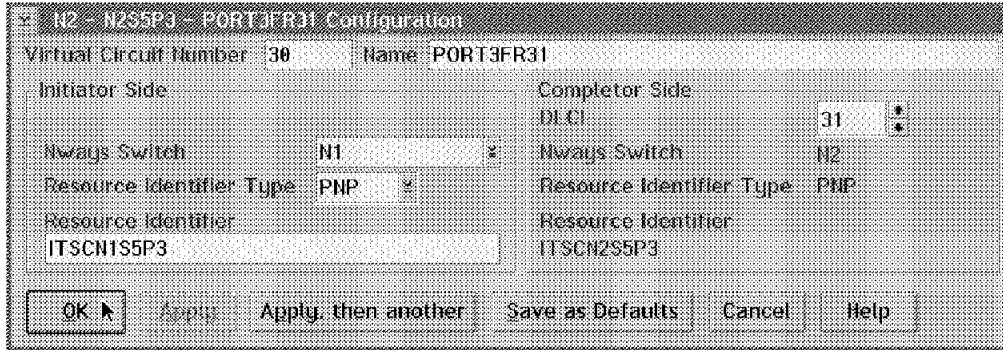 N2 - N2S5P3 - PORT3FR31 Configuration
Virtual Circuit Number 30 Name PORT3FR31
Initiator Side
Completor Side
DLCI 31
Nways Switch N1
Nways Switch N2
Resource Identifier Type PNP
Resource Identifier Type PNP
Resource Identifier
Resource Identifier
ITSCN1S5P3
ITSCN2S5P3
OK Apply Apply, then another Save as Defaults Cancel Help